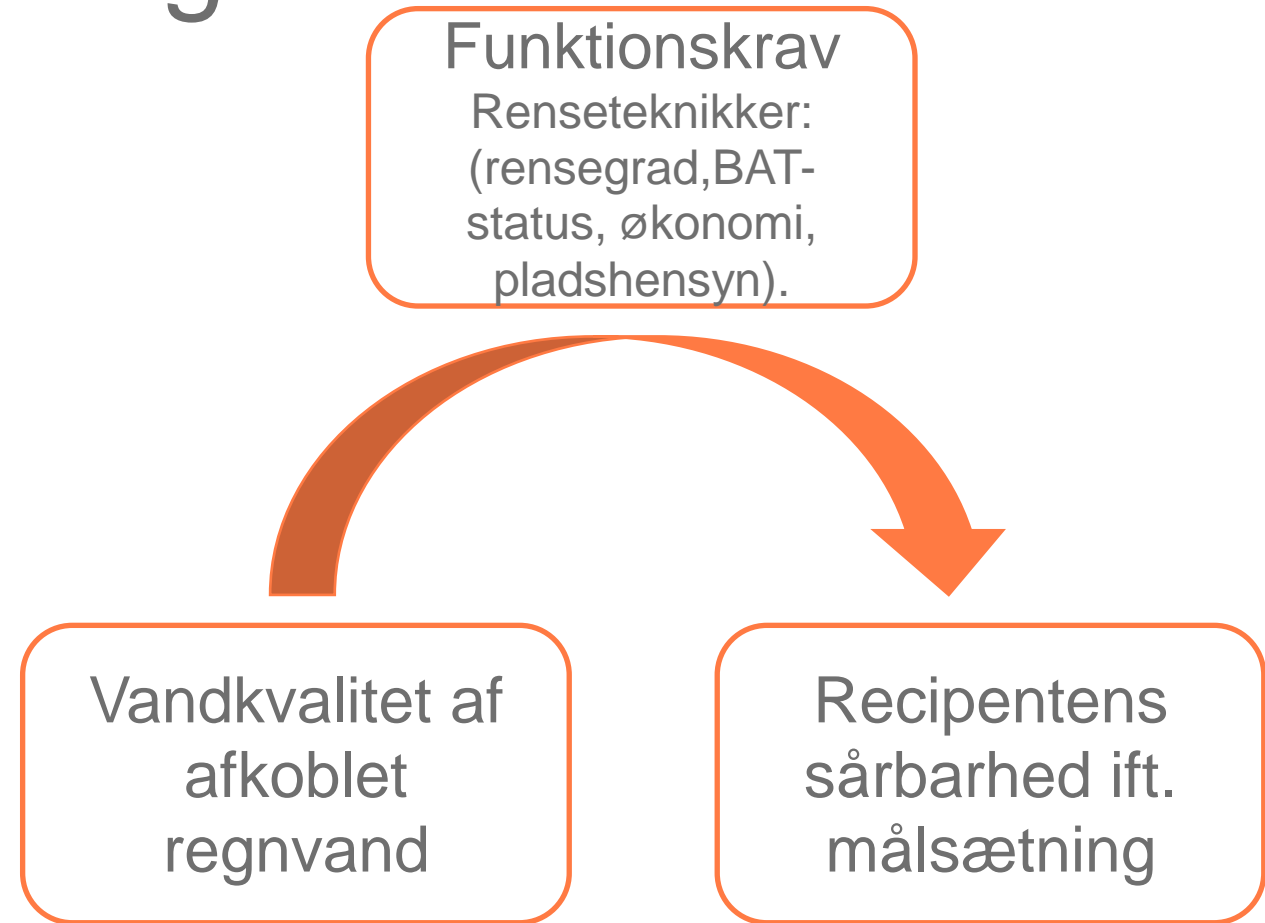 Funktionskrav
Renseteknikker:
(rensegrad,BAT-
status, økonomi,
pladshensyn).
Vandkvalitet af
afkoblet
regnvand
Recipentens
sårbarhed ift.
målsætning